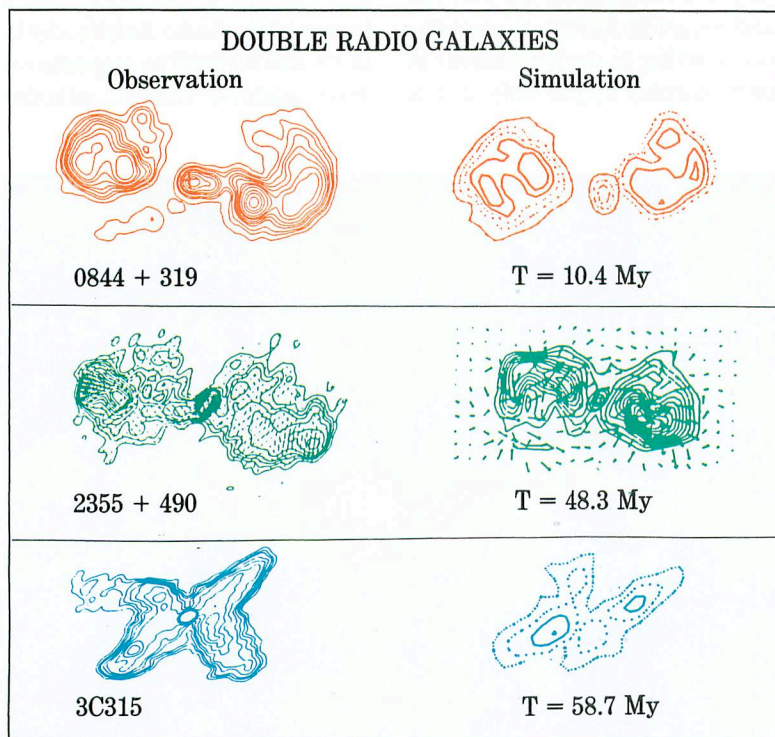 DOUBLE RADIO GALAXIES
Observation Simulation
0844 + 319 T = 10.4 My
2355 + 490 T = 48.3 My
3C315 T = 58.7 My